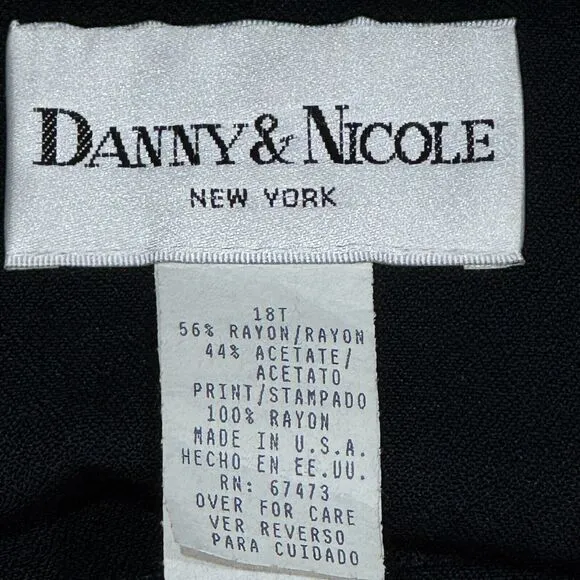 DANNY & NICOLE
NEW YORK
18T
56% RAYON/RAYON
44% ACETATE/
ACETATO
PRINT/STAMPADO
100% RAYON
MADE IN U.S.A.
HECHO EN EE.UU.
RN: 67473
OVER FOR CARE
VER REVERSO
PARA CUIDADO